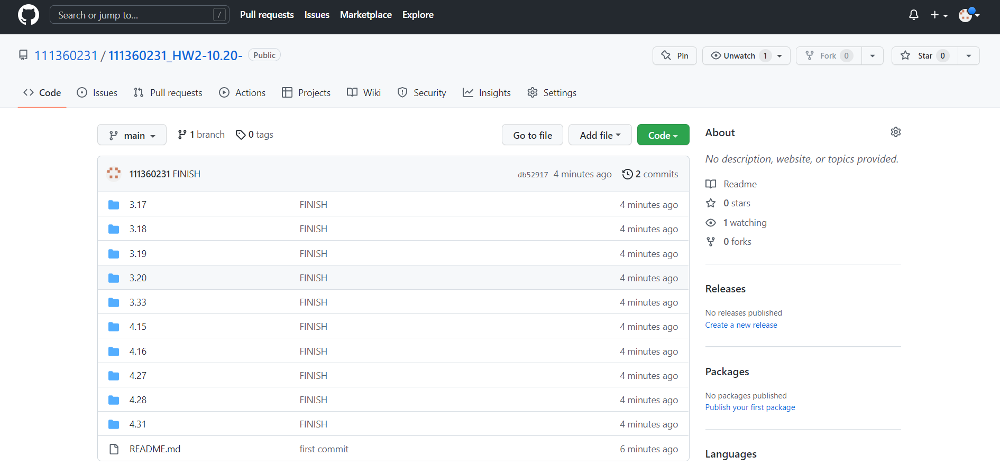 Search or jump to... /
Pull requests Issues Marketplace Explore
111360231 / 111360231_HW2-10.20- Public
Pin Unwatch 1 Fork 0 Star 0
Code Issues Pull requests Actions Projects Wiki Security Insights Settings
main 1 branch 0 tags
Go to file Add file Code
111360231 FINISH db52917 4 minutes ago 2 commits
3.17 FINISH 4 minutes ago
3.18 FINISH 4 minutes ago
3.19 FINISH 4 minutes ago
3.20 FINISH 4 minutes ago
3.33 FINISH 4 minutes ago
4.15 FINISH 4 minutes ago
4.16 FINISH 4 minutes ago
4.27 FINISH 4 minutes ago
4.28 FINISH 4 minutes ago
4.31 FINISH 4 minutes ago
README.md first commit 6 minutes ago
About
No description, website, or topics provided.
Readme
0 stars
1 watching
0 forks
Releases
No releases published
Create a new release
Packages
No packages published
Publish your first package
Languages